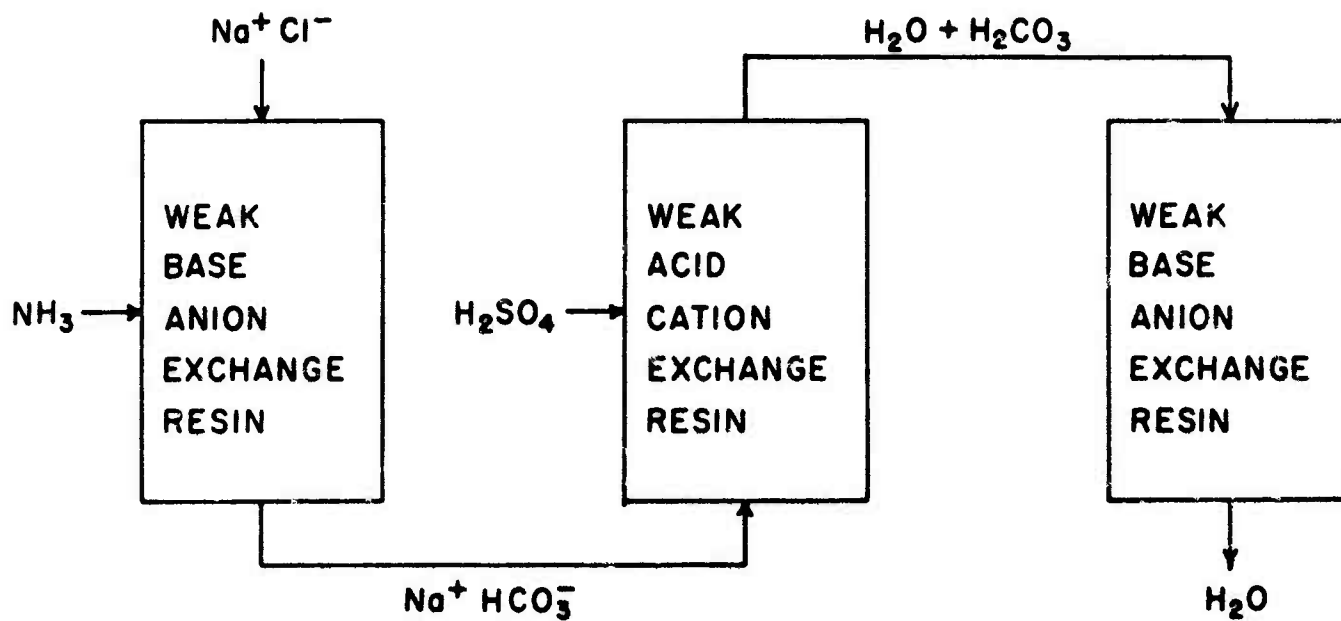 Na⁺ Cl⁻
H₂O + H₂CO₃
NH₃
WEAK
BASE
ANION
EXCHANGE
RESIN
H₂SO₄
WEAK
ACID
CATION
EXCHANGE
RESIN
WEAK
BASE
ANION
EXCHANGE
RESIN
Na⁺ HCO₃⁻
H₂O